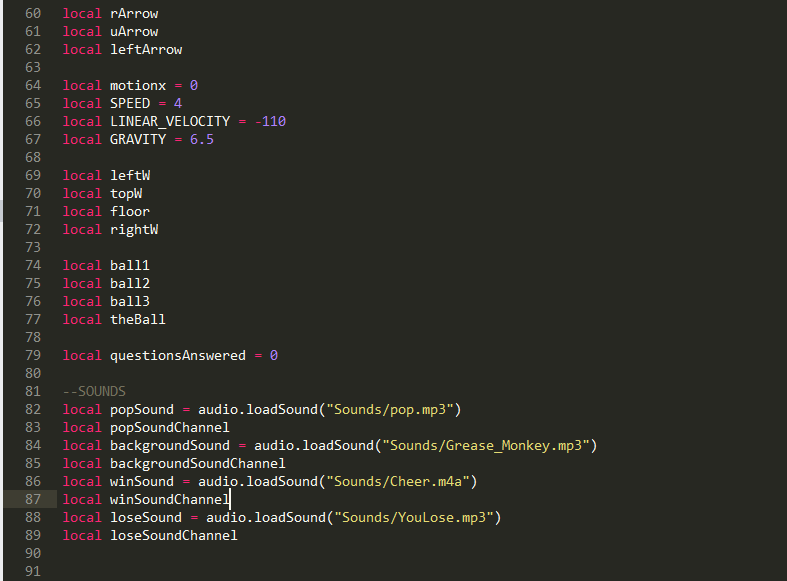 60 local rArrow
61 local uArrow
62 local leftArrow
63
64 local motionx = 0
65 local SPEED = 4
66 local LINEAR_VELOCITY = -110
67 local GRAVITY = 6.5
68
69 local leftW
70 local topW
71 local floor
72 local rightW
73
74 local ball1
75 local ball2
76 local ball3
77 local theBall
78
79 local questionsAnswered = 0
80
81 --SOUNDS
82 local popSound = audio.loadSound("Sounds/pop.mp3")
83 local popSoundChannel
84 local backgroundSound = audio.loadSound("Sounds/Grease_Monkey.mp3")
85 local backgroundSoundChannel
86 local winSound = audio.loadSound("Sounds/Cheer.m4a")
87 local winSoundChannel
88 local loseSound = audio.loadSound("Sounds/YouLose.mp3")
89 local loseSoundChannel
90
91